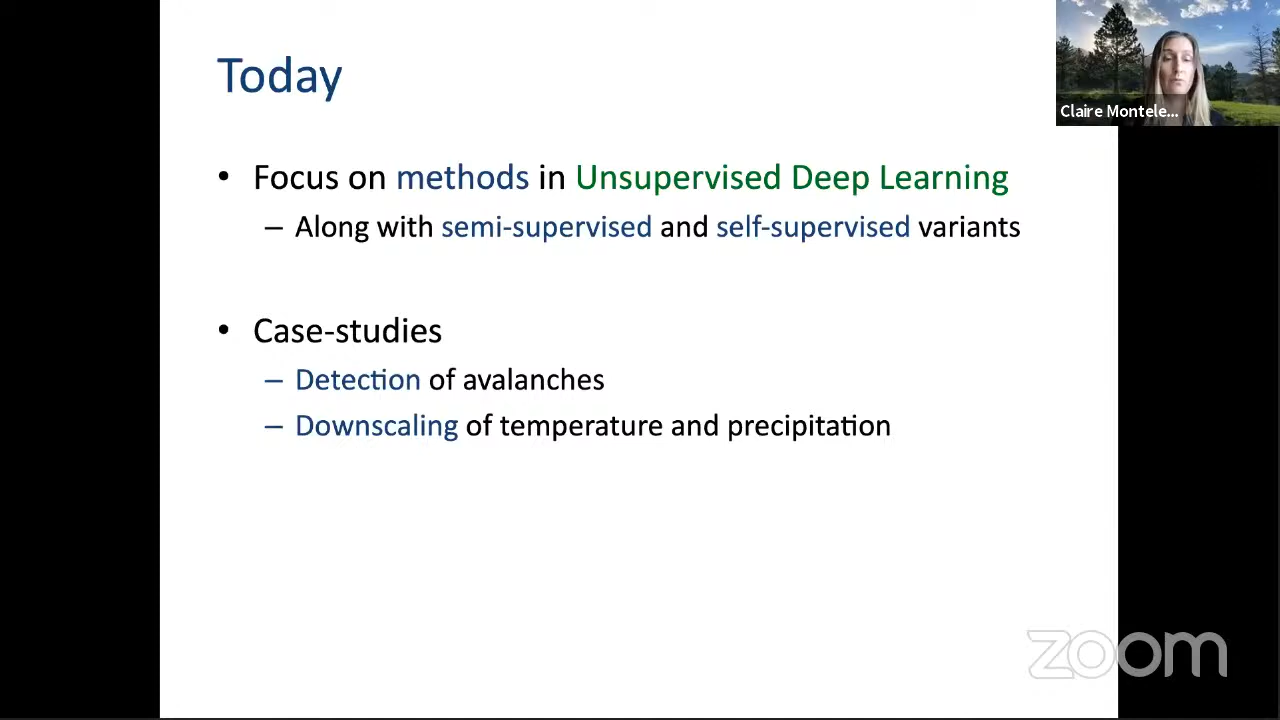 Today
Claire Montele...
• Focus on methods in Unsupervised Deep Learning
– Along with semi-supervised and self-supervised variants
• Case-studies
– Detection of avalanches
– Downscaling of temperature and precipitation
zoom